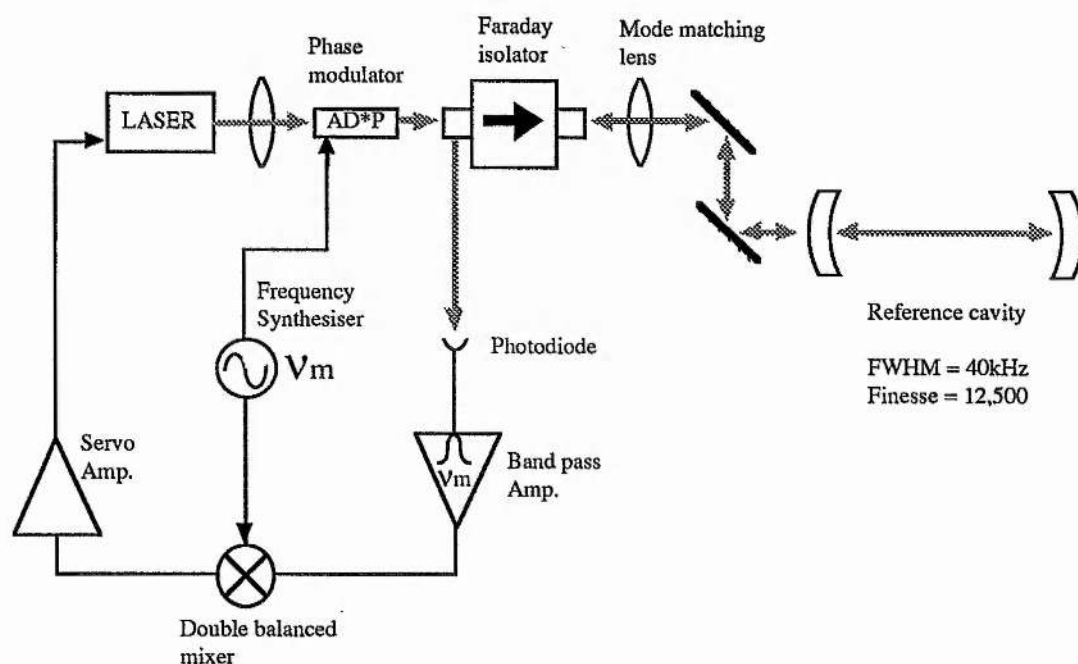 Faraday
isolator
Mode matching
lens
Phase
modulator
LASER
AD*P
Frequency
Synthesiser
νm
Photodiode
Reference cavity
FWHM = 40kHz
Finesse = 12,500
Servo
Amp.
νm
Band pass
Amp.
Double balanced
mixer